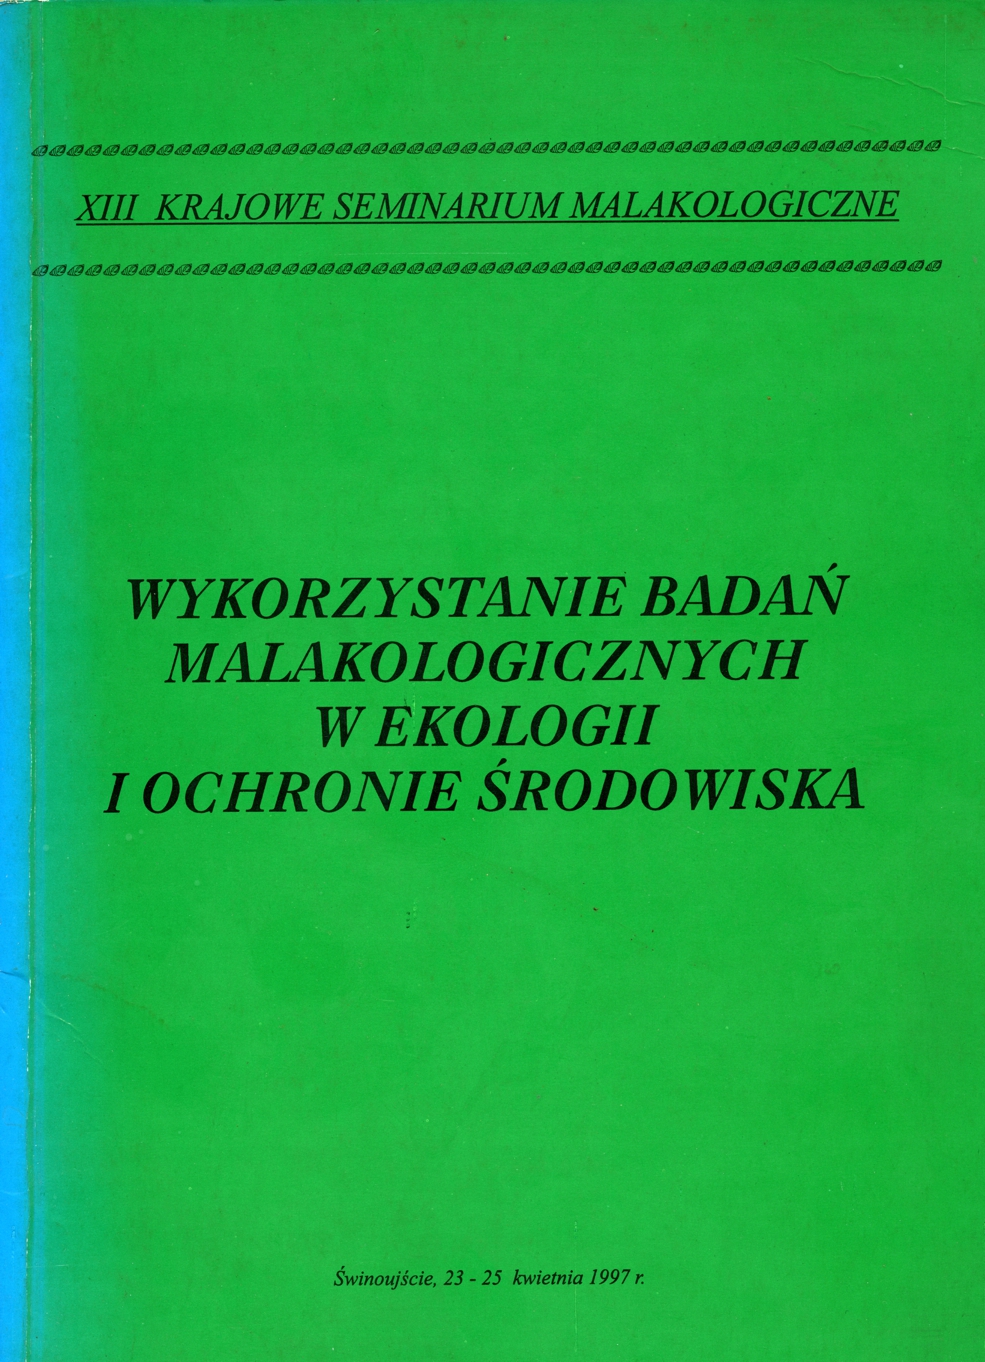 XIII KRAJOWE SEMINARIUM MALAKOLOGICZNE
WYKORZYSTANIE BADAŃ
MALAKOLOGICZNYCH
W EKOLOGII
I OCHRONIE ŚRODOWISKA
Świnoujście, 23 - 25 kwietnia 1997 r.